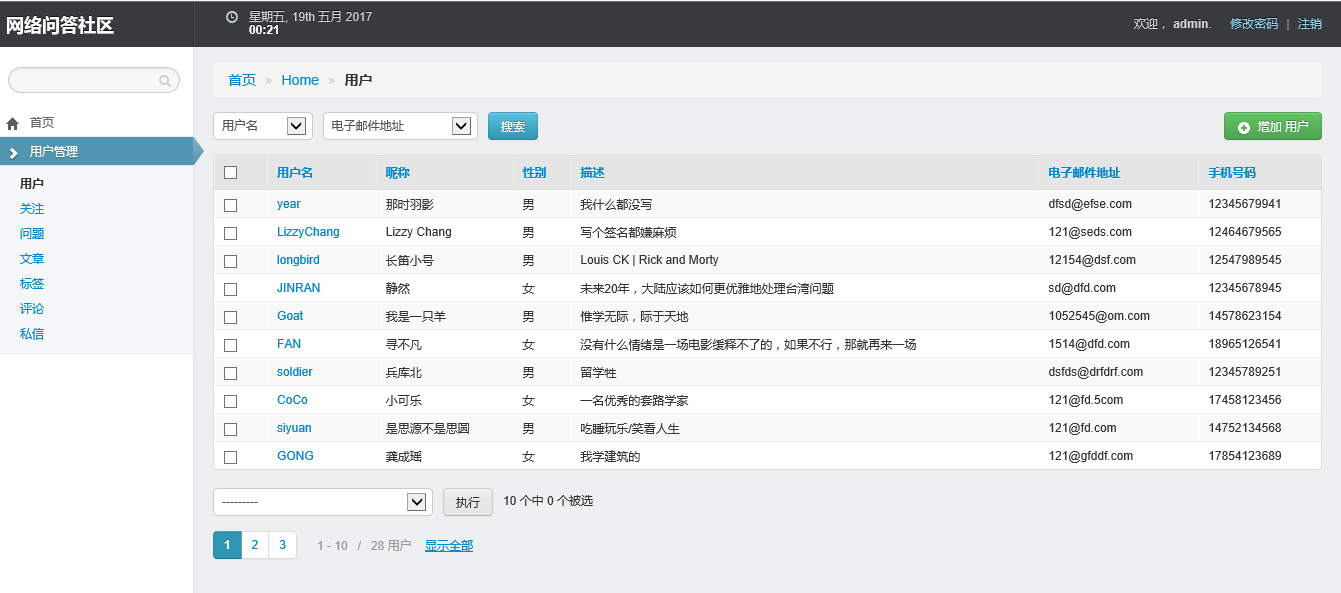 网络问答社区
星期五, 19th 五月 2017
00:21
欢迎， admin. 修改密码 | 注销
首页
用户管理
用户
关注
问题
文章
标签
评论
私信
首页 » Home » 用户
用户名 电子邮件地址 搜索 增加 用户
用户名 昵称 性别 描述 电子邮件地址 手机号码
year 那时羽影 男 我什么都没写 dfsd@efse.com 12345679941
LizzyChang Lizzy Chang 男 写个签名都嫌麻烦 121@seds.com 12464679565
longbird 长笛小号 男 Louis CK | Rick and Morty 12154@dsf.com 12547989545
JINRAN 静然 女 未来20年，大陆应该如何更优雅地处理台湾问题 sd@dfd.com 12345678945
Goat 我是一只羊 男 惟学无际，际于天地 1052545@om.com 14578623154
FAN 寻不凡 女 没有什么情绪是一场电影缓释不了的，如果不行，那就再来一场 1514@dfd.com 18965126541
soldier 兵库北 男 留学牲 dsfds@drfdrf.com 12345789251
CoCo 小可乐 女 一名优秀的套路学家 121@fd.5com 17458123456
siyuan 是思源不是思圆 男 吃睡玩乐/笑看人生 121@fd.com 14752134568
GONG 龚成瑶 女 我学建筑的 121@gfddf.com 17854123689
--------- 执行 10 个中 0 个被选
1 2 3 1 - 10 / 28 用户 显示全部